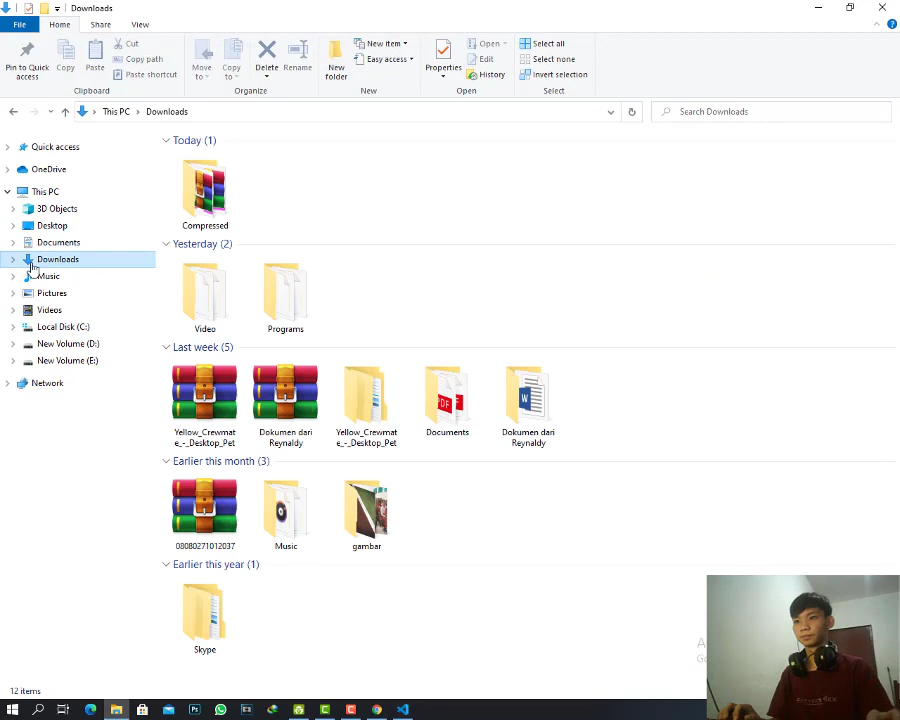 Downloads
File Home Share View
Pin to Quick access
Copy
Paste
Cut
Copy path
Paste shortcut
Clipboard
Move to
Copy to
Delete
Rename
Organize
New folder
New item
Easy access
New
Properties
Open
Edit
History
Open
Select all
Select none
Invert selection
Select
This PC > Downloads
Search Downloads
Quick access
OneDrive
This PC
3D Objects
Desktop
Documents
Downloads
Music
Pictures
Videos
Local Disk (C:)
New Volume (D:)
New Volume (E:)
Network
Today (1)
Compressed
Yesterday (2)
Video
Programs
Last week (5)
Yellow_Crewmat
e_-_Desktop_Pet
Dokumen dari
Reynaldy
Yellow_Crewmat
e_-_Desktop_Pet
Documents
Dokumen dari
Reynaldy
Earlier this month (3)
08080271012037
Music
gambar
Earlier this year (1)
Skype
12 items